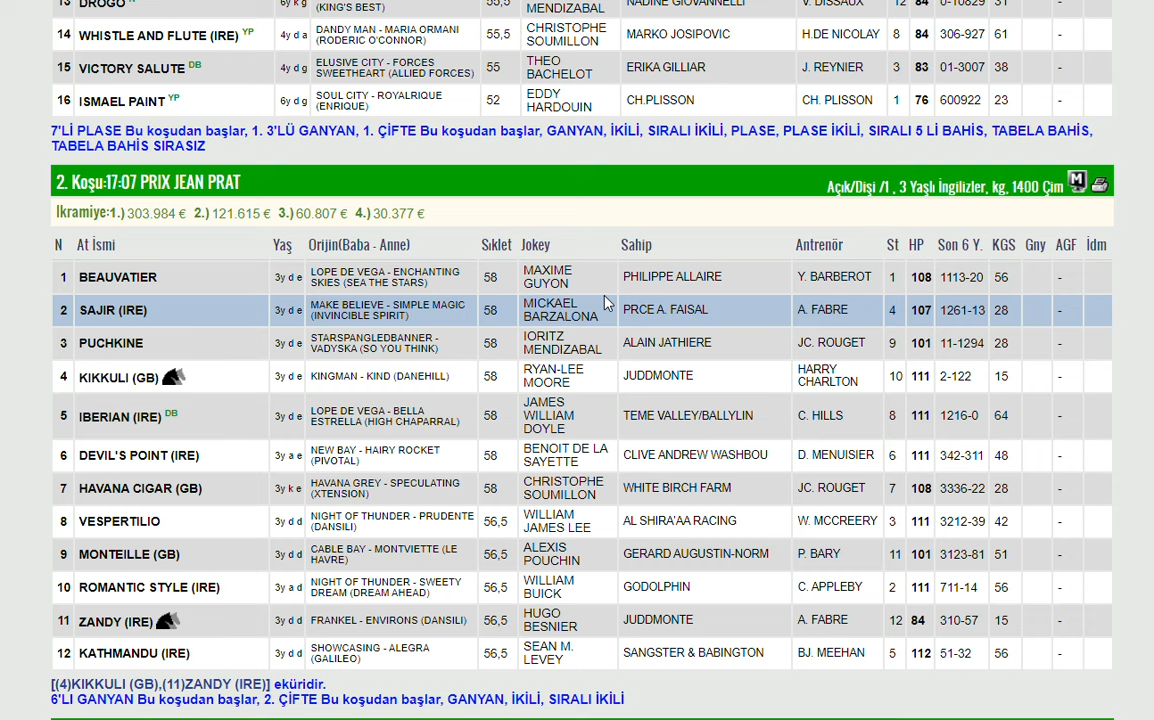 13 DROGO 6y k g (KING'S BEST) 55,5 MENDIZABAL NADINE GIOVANNELLI V. DISSAUX 12 84 0-10829 31 -
14 WHISTLE AND FLUTE (IRE) YP 4y d a DANDY MAN - MARIA ORMANI (RODERIC O'CONNOR) 55,5 CHRISTOPHE SOUMILLON MARKO JOSIPOVIC H.DE NICOLAY 8 84 306-927 61 -
15 VICTORY SALUTE DB 4y d g ELUSIVE CITY - FORCES SWEETHEART (ALLIED FORCES) 55 THEO BACHELOT ERIKA GILLIAR J. REYNIER 3 83 01-3007 38 -
16 ISMAEL PAINT YP 6y d g SOUL CITY - ROYALRIQUE (ENRIQUE) 52 EDDY HARDOUIN CH.PLISSON CH. PLISSON 1 76 600922 23 -
7'Lİ PLASE Bu koşudan başlar, 1. 3'LÜ GANYAN, 1. ÇİFTE Bu koşudan başlar, GANYAN, İKİLİ, SIRALI İKİLİ, PLASE, PLASE İKİLİ, SIRALI 5 Lİ BAHİS, TABELA BAHİS,
TABELA BAHİS SIRASIZ
2. Koşu:17:07 PRIX JEAN PRAT
Açık/Dişi /1 , 3 Yaşlı İngilizler, kg, 1400 Çim M
İkramiye:1.) 303.984 € 2.) 121.615 € 3.) 60.807 € 4.) 30.377 €
N At İsmi Yaş Orijin(Baba - Anne) Sıklet Jokey Sahip Antrenör St HP Son 6 Y. KGS Gny AGF İdm
1 BEAUVATIER 3y d e LOPE DE VEGA - ENCHANTING SKIES (SEA THE STARS) 58 MAXIME GUYON PHILIPPE ALLAIRE Y. BARBEROT 1 108 1113-20 56 -
2 SAJIR (IRE) 3y d e MAKE BELIEVE - SIMPLE MAGIC (INVINCIBLE SPIRIT) 58 MICKAEL BARZALONA PRCE A. FAISAL A. FABRE 4 107 1261-13 28 -
3 PUCHKINE 3y d e STARSPANGLEDBANNER - VADYSKA (SO YOU THINK) 58 IORITZ MENDIZABAL ALAIN JATHIERE JC. ROUGET 9 101 11-1294 28 -
4 KIKKULI (GB) 3y d e KINGMAN - KIND (DANEHILL) 58 RYAN-LEE MOORE JUDDMONTE HARRY CHARLTON 10 111 2-122 15 -
5 IBERIAN (IRE) DB 3y d e LOPE DE VEGA - BELLA ESTRELLA (HIGH CHAPARRAL) 58 JAMES WILLIAM DOYLE TEME VALLEY/BALLYLIN C. HILLS 8 111 1216-0 64 -
6 DEVIL'S POINT (IRE) 3y a e NEW BAY - HAIRY ROCKET (PIVOTAL) 58 BENOIT DE LA SAYETTE CLIVE ANDREW WASHBOU D. MENUISIER 6 111 342-311 48 -
7 HAVANA CIGAR (GB) 3y k e HAVANA GREY - SPECULATING (XTENSION) 58 CHRISTOPHE SOUMILLON WHITE BIRCH FARM JC. ROUGET 7 108 3336-22 28 -
8 VESPERTILIO 3y d d NIGHT OF THUNDER - PRUDENTE (DANSILI) 56,5 WILLIAM JAMES LEE AL SHIRA'AA RACING W. MCCREERY 3 111 3212-39 42 -
9 MONTEILLE (GB) 3y d d CABLE BAY - MONTVIETTE (LE HAVRE) 56,5 ALEXIS POUCHIN GERARD AUGUSTIN-NORM P. BARY 11 101 3123-81 51 -
10 ROMANTIC STYLE (IRE) 3y a d NIGHT OF THUNDER - SWEETY DREAM (DREAM AHEAD) 56,5 WILLIAM BUICK GODOLPHIN C. APPLEBY 2 111 711-14 56 -
11 ZANDY (IRE) 3y d d FRANKEL - ENVIRONS (DANSILI) 56,5 HUGO BESNIER JUDDMONTE A. FABRE 12 84 310-57 15 -
12 KATHMANDU (IRE) 3y d d SHOWCASING - ALEGRA (GALILEO) 56,5 SEAN M. LEVEY SANGSTER & BABINGTON BJ. MEEHAN 5 112 51-32 56 -
[(4)KIKKULI (GB),(11)ZANDY (IRE)] eküridir.
6'LI GANYAN Bu koşudan başlar, 2. ÇİFTE Bu koşudan başlar, GANYAN, İKİLİ, SIRALI İKİLİ